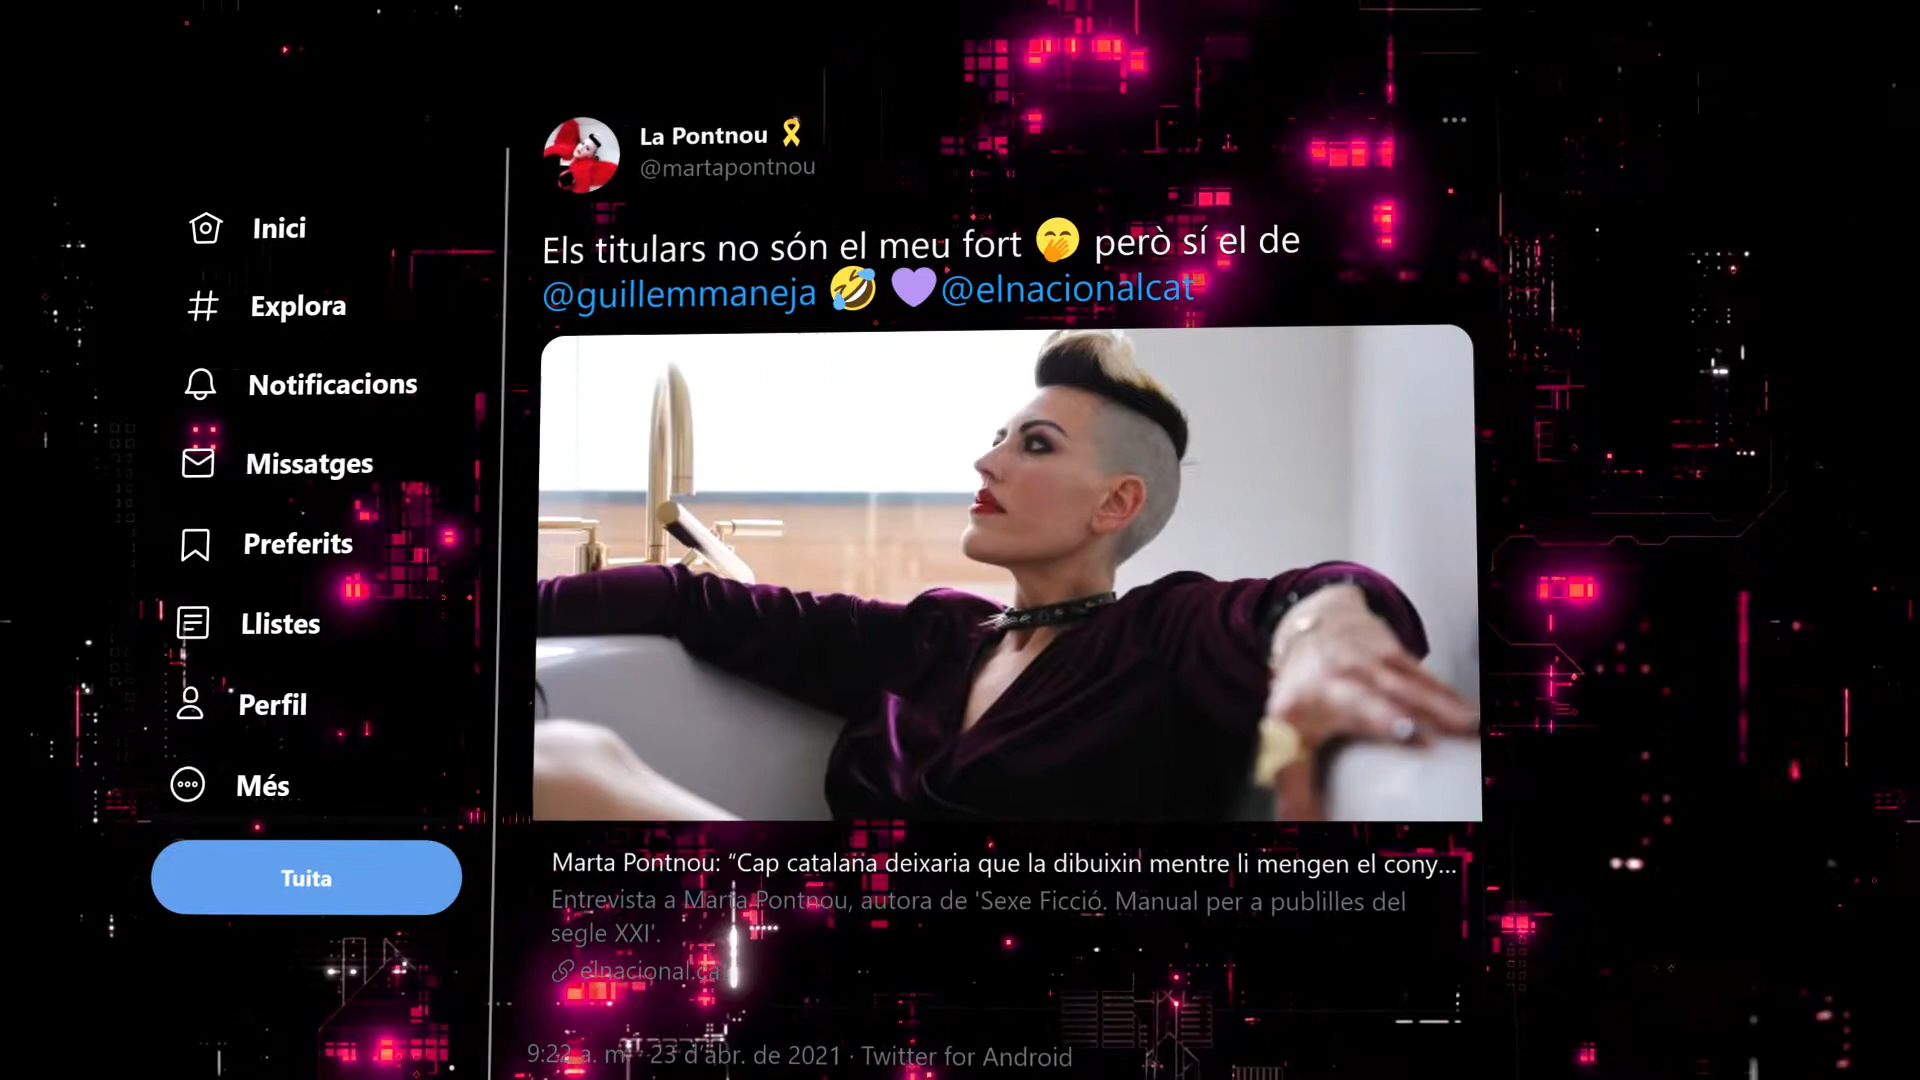 La Pontnou 🎗
@martapontnou
Inici
Explora
Notificacions
Missatges
Preferits
Llistes
Perfil
Més
Tuita
Els titulars no són el meu fort 🤭 però sí el de
@guillemmaneja 🤣 💜@elnacionalcat
Marta Pontnou: “Cap catalana deixaria que la dibuixin mentre li mengen el cony...
Entrevista a Marta Pontnou, autora de 'Sexe Ficció. Manual per a publilles del
segle XXI'.
elnacional.cat
9:22 a. m. · 23 d’abr. de 2021 · Twitter for Android